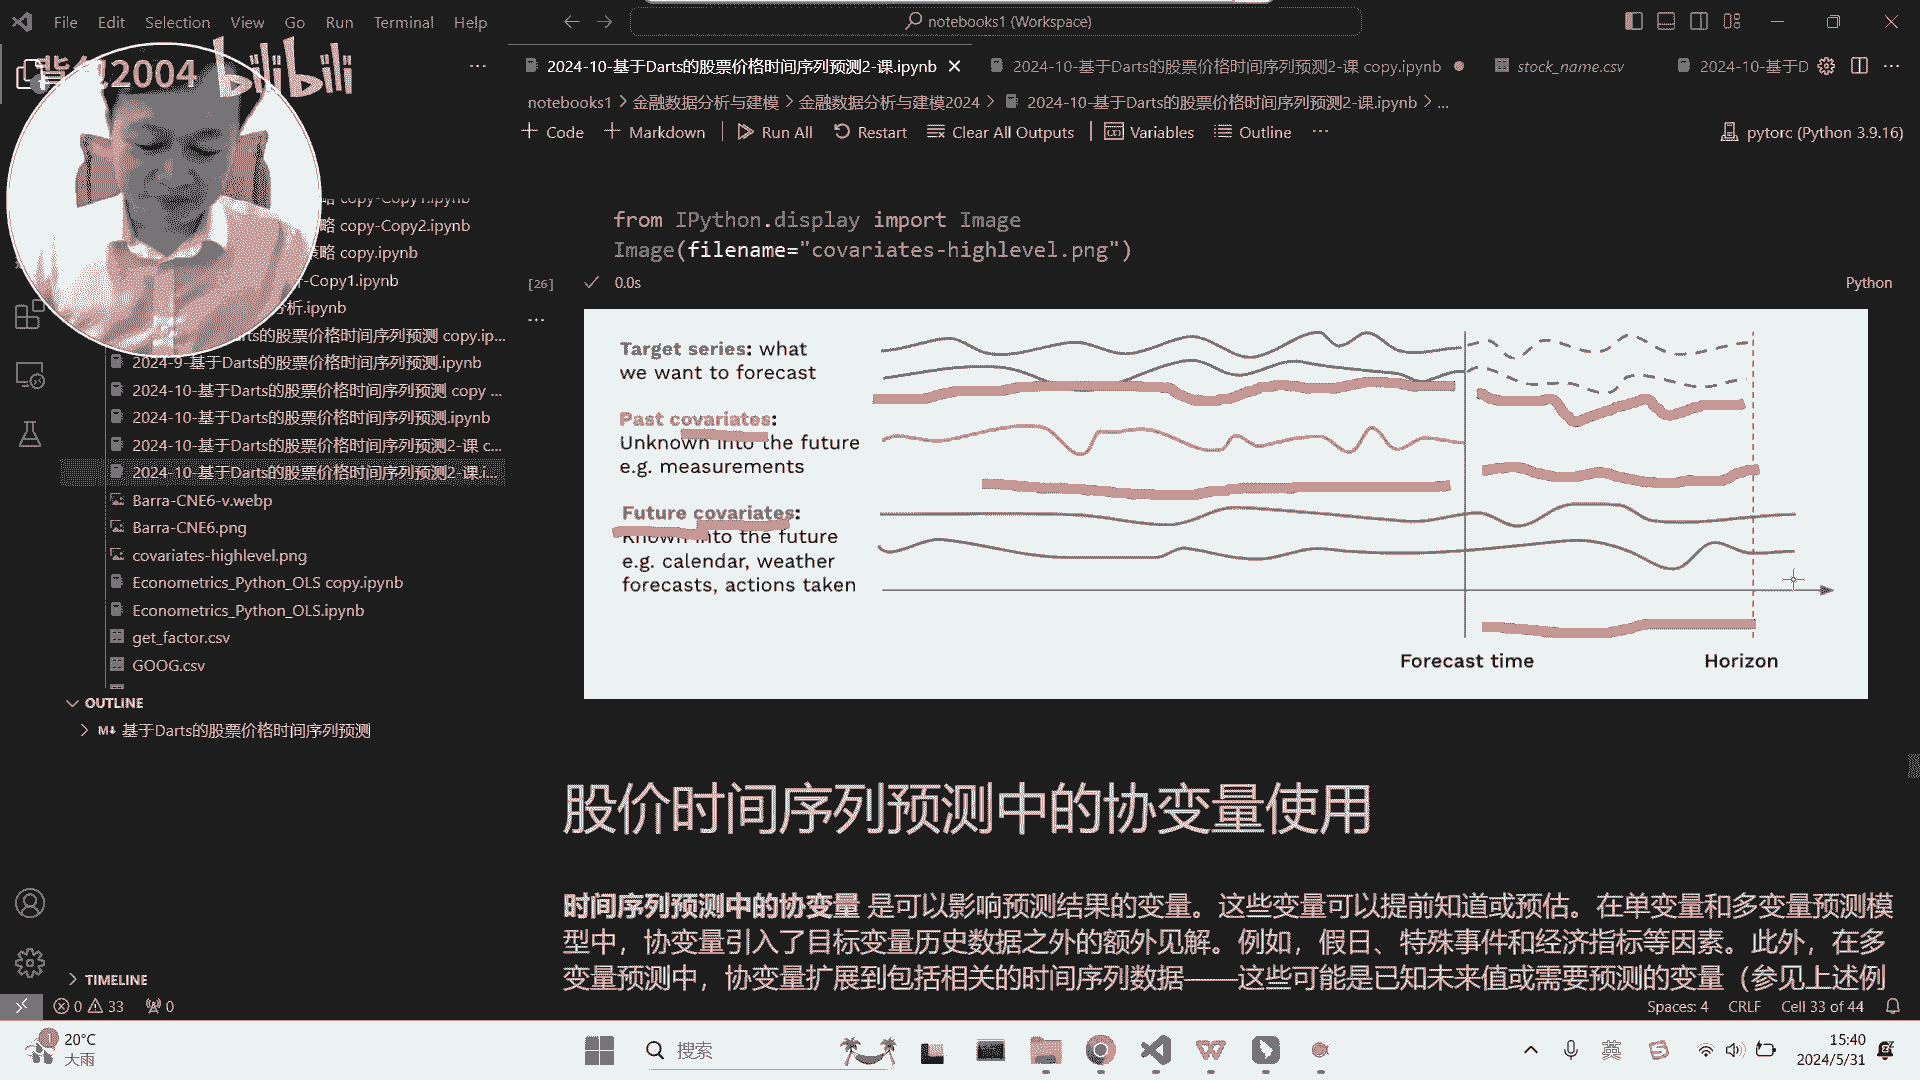 File Edit Selection View Go Run Terminal Help
notebooks1 (Workspace)
2004 bilibili
2024-10-基于Darts的股票价格时间序列预测2-课.ipynb
2024-10-基于Darts的股票价格时间序列预测2-课 copy.ipynb
stock_name.csv
2024-10-基于D
notebooks1 > 金融数据分析与建模 > 金融数据分析与建模2024 > 2024-10-基于Darts的股票价格时间序列预测2-课.ipynb > ...
+ Code + Markdown Run All Restart Clear All Outputs Variables Outline ...
pytorc (Python 3.9.16)
略 copy-Copy1.ipynb
略 copy-Copy2.ipynb
策略 copy.ipynb
-Copy1.ipynb
分析.ipynb
arts的股票价格时间序列预测 copy.ip...
2024-9-基于Darts的股票价格时间序列预测.ipynb
2024-10-基于Darts的股票价格时间序列预测 copy ...
2024-10-基于Darts的股票价格时间序列预测.ipynb
2024-10-基于Darts的股票价格时间序列预测2-课 c...
2024-10-基于Darts的股票价格时间序列预测2-课.i...
Barra-CNE6-v.webp
Barra-CNE6.png
covariates-highlevel.png
Econometrics_Python_OLS copy.ipynb
Econometrics_Python_OLS.ipynb
get_factor.csv
GOOG.csv
OUTLINE
M↓ 基于Darts的股票价格时间序列预测
TIMELINE
from IPython.display import Image
Image(filename="covariates-highlevel.png")
[26] 0.0s
Python
Target series: what
we want to forecast
Past covariates:
Unknown into the future
e.g. measurements
Future covariates:
Known into the future
e.g. calendar, weather
forecasts, actions taken
Forecast time
Horizon
股价时间序列预测中的协变量使用
时间序列预测中的协变量 是可以影响预测结果的变量。这些变量可以提前知道或预估。在单变量和多变量预测模
型中，协变量引入了目标变量历史数据之外的额外见解。例如，假日、特殊事件和经济指标等因素。此外，在多
变量预测中，协变量扩展到包括相关的时间序列数据——这些可能是已知未来值或需要预测的变量（参见上述例
0 33 0
Spaces: 4 CRLF Cell 33 of 44
1
20°C
大雨
搜索
英
15:40
2024/5/31